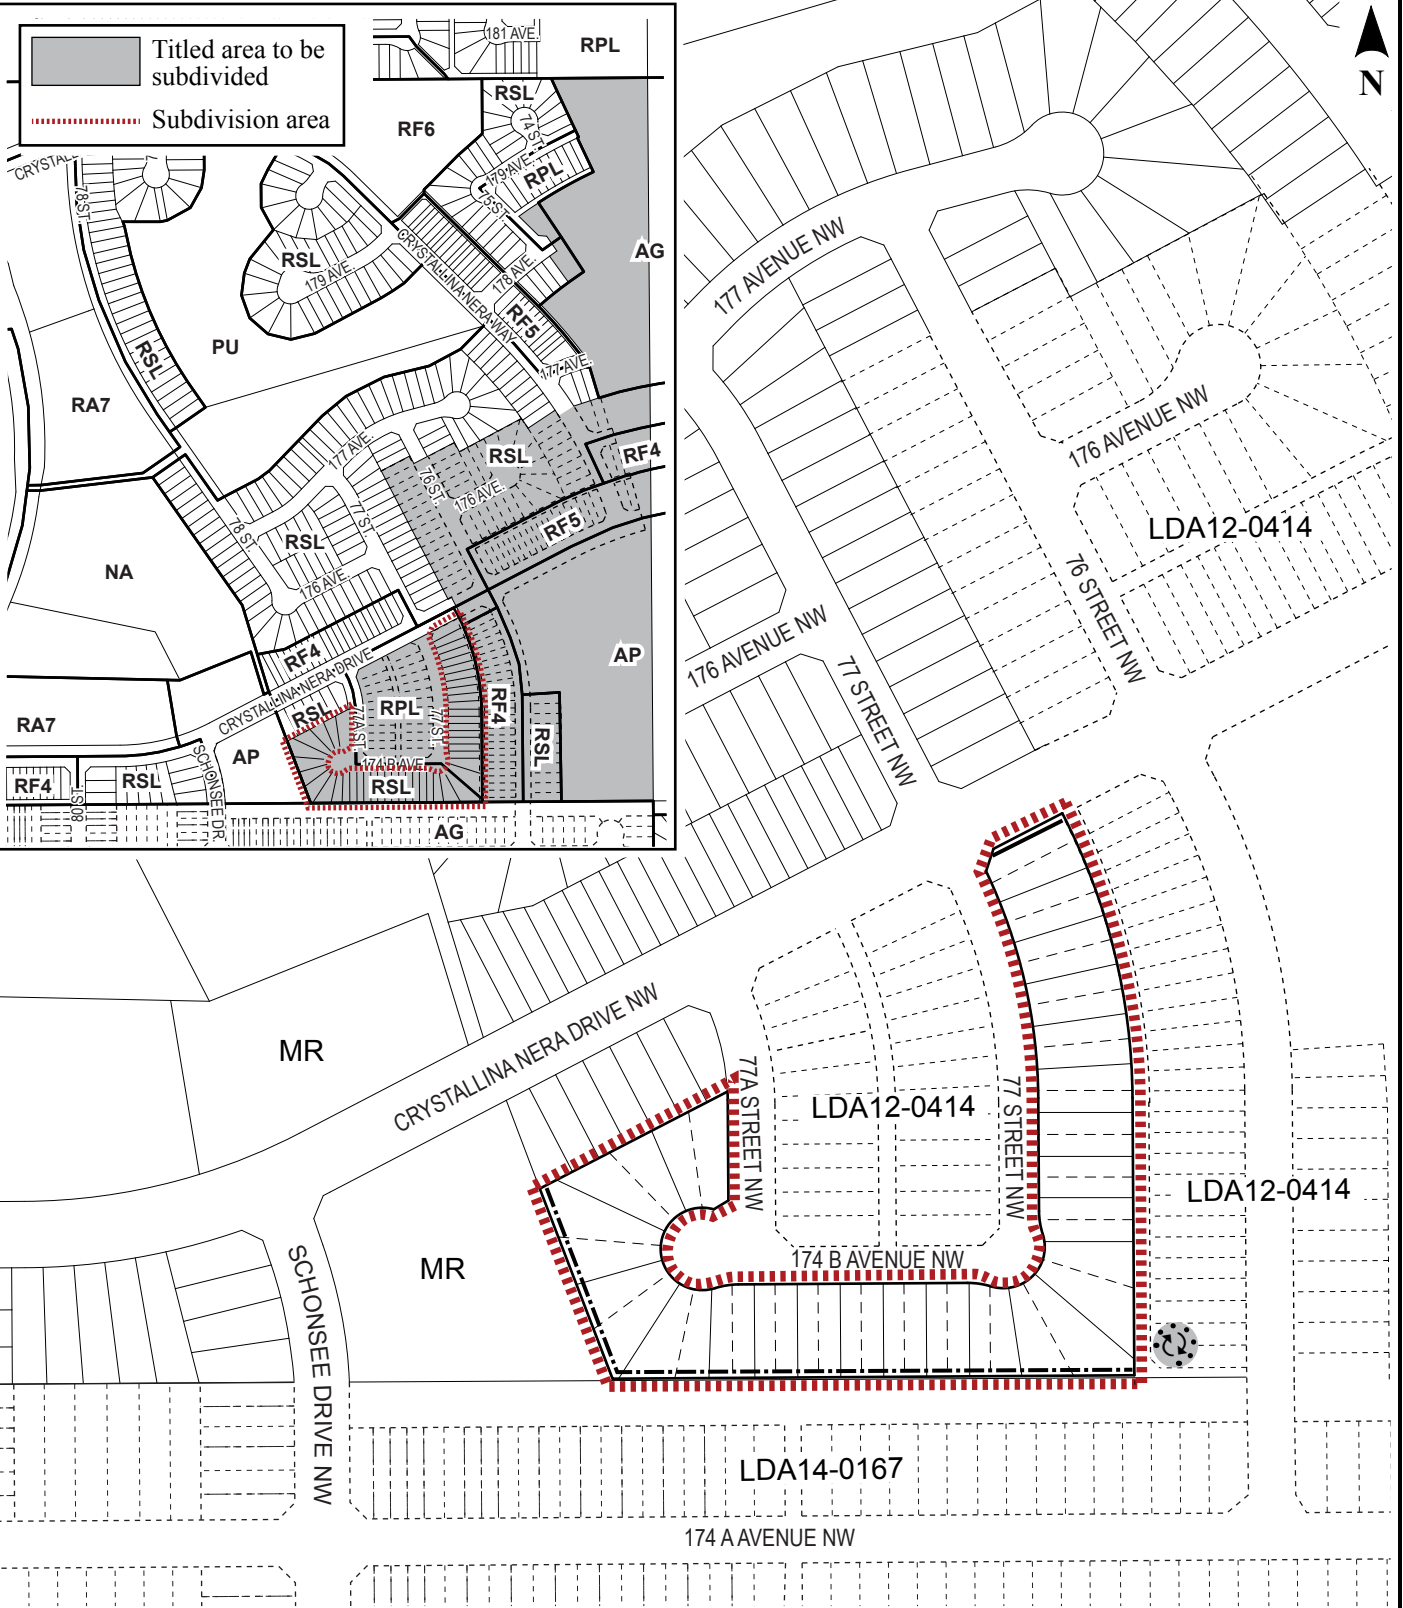 Titled area to be
subdivided
Subdivision area
N
181 AVE.
RPL
RSL
RF6
74 ST.
179 AVE.
RPL
75 ST.
78 ST.
RSL
179 AVE.
CRYSTALLINA NERA WAY
178 AVE.
AG
RF5
PU
RSL
177 AVE.
RA7
177 AVE.
RSL
RF4
76 ST.
176 AVE.
77 ST.
RF5
78 ST.
RSL
NA
176 AVE.
RF4
AP
CRYSTALLINA NERA DRIVE
RSL
RPL
77A ST.
77 ST.
RF4
RA7
AP
RSL
174 B AVE.
RSL
RF4
RSL
80 ST.
SCHONSEE DR
AG
177 AVENUE NW
176 AVENUE NW
LDA12-0414
76 STREET NW
176 AVENUE NW
77 STREET NW
MR
CRYSTALLINA NERA DRIVE NW
77A STREET NW
LDA12-0414
77 STREET NW
LDA12-0414
174 B AVENUE NW
MR
SCHONSEE DRIVE NW
LDA14-0167
174 A AVENUE NW